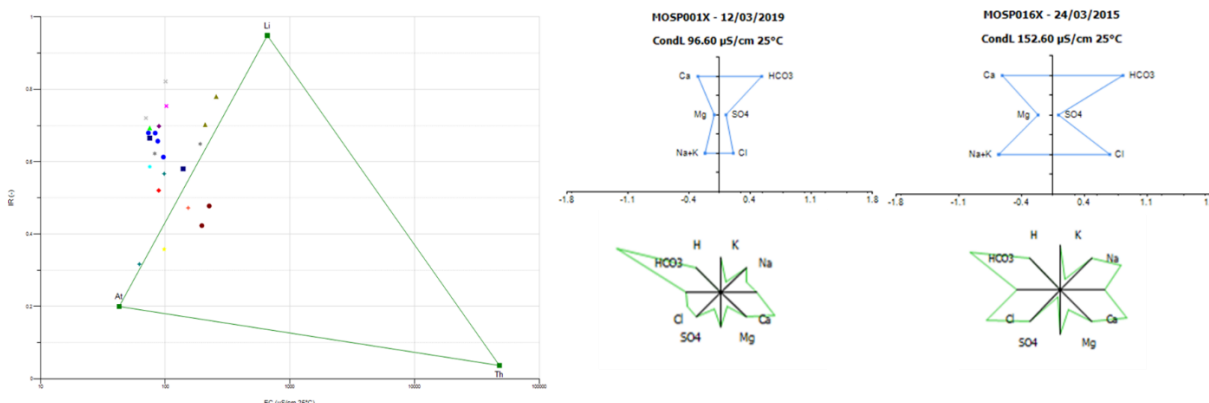 MOSP001X - 12/03/2019
CondL 96.60 µS/cm 25°C
Ca
HCO3
Mg
SO4
Na+K
Cl
-1.8
-1.1
-0.4
0.4
1.1
1.8
H
K
HCO3
Na
Cl
Ca
SO4
Mg
MOSP016X - 24/03/2015
CondL 152.60 µS/cm 25°C
Ca
HCO3
Mg
SO4
Na+K
Cl
-1.8
-1.1
-0.4
0.4
1.1
1.8
H
K
HCO3
Na
Cl
Ca
SO4
Mg
Li
At
Th
IR (-)
1
0.8
0.6
0.4
0.2
0
10
100
1000
10000
100000
EC (µS/cm 25°C)